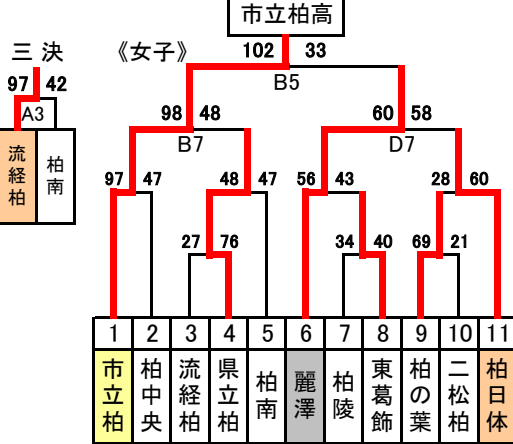 市立柏高
三決
《女子》
102 33
97 42
B5
A3
98 48
60 58
B7
D7
流経柏
柏南
97 47
48 47
56 43
28 60
27 76
34 40
69 21
1 2 3 4 5 6 7 8 9 10 11
市立柏
柏中央
流経柏
県立柏
柏南
麗澤
柏陵
東葛飾
柏の葉
二松柏
柏日体